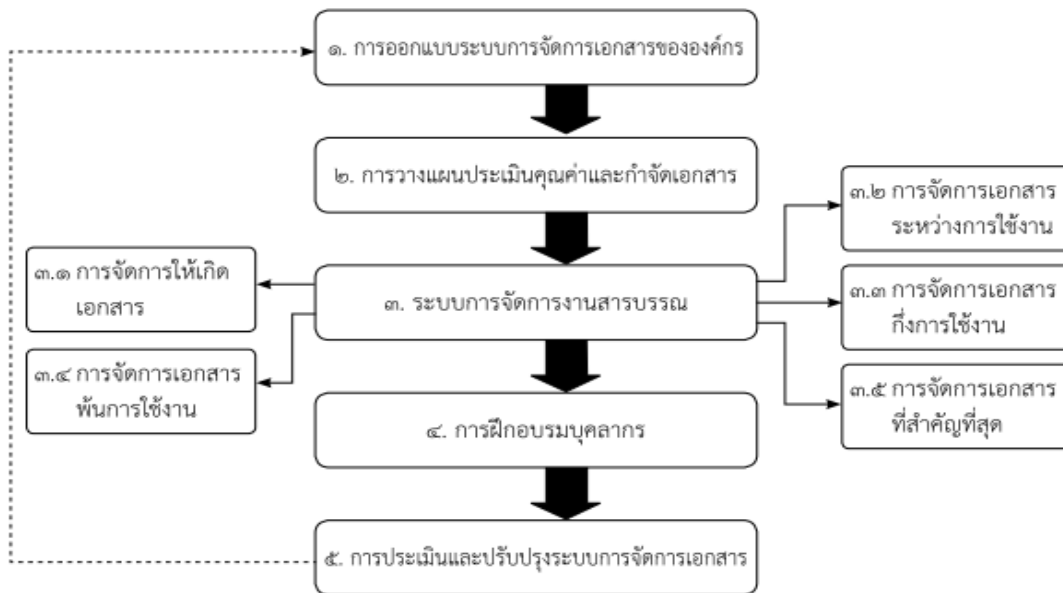 ๑. การออกแบบระบบการจัดการเอกสารขององค์กร
๒. การวางแผนประเมินคุณค่าและกำจัดเอกสาร
๓.๒ การจัดการเอกสาร
ระหว่างการใช้งาน
๓.๑ การจัดการให้เกิด
เอกสาร
๓. ระบบการจัดการงานสารบรรณ
๓.๓ การจัดการเอกสาร
กึ่งการใช้งาน
๓.๔ การจัดการเอกสาร
พ้นการใช้งาน
๓.๕ การจัดการเอกสาร
ที่สำคัญที่สุด
๔. การฝึกอบรมบุคลากร
๕. การประเมินและปรับปรุงระบบการจัดการเอกสาร